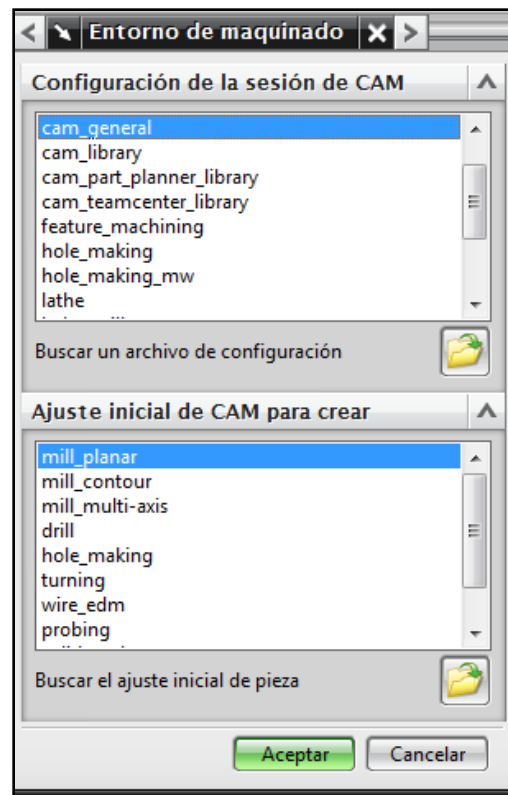 Entorno de maquinado
Configuración de la sesión de CAM
cam_general
cam_library
cam_part_planner_library
cam_teamcenter_library
feature_machining
hole_making
hole_making_mw
lathe
Buscar un archivo de configuración
Ajuste inicial de CAM para crear
mill_planar
mill_contour
mill_multi-axis
drill
hole_making
turning
wire_edm
probing
Buscar el ajuste inicial de pieza
Aceptar Cancelar